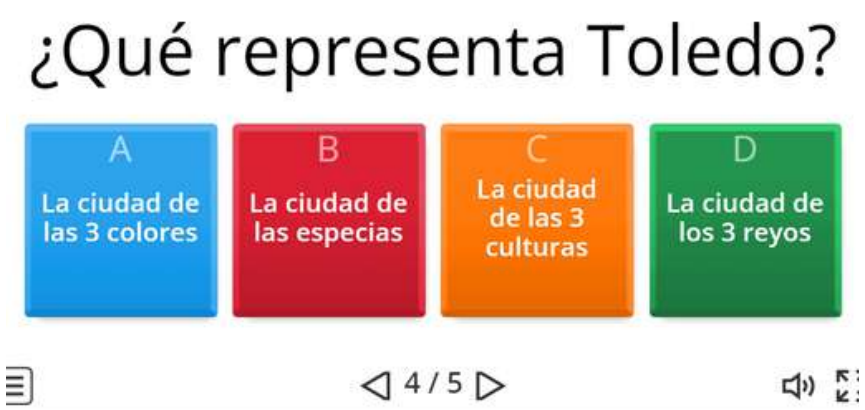 ¿Qué representa Toledo?
A
La ciudad de
las 3 colores
B
La ciudad de
las especias
C
La ciudad
de las 3
culturas
D
La ciudad de
los 3 reyos
4 / 5